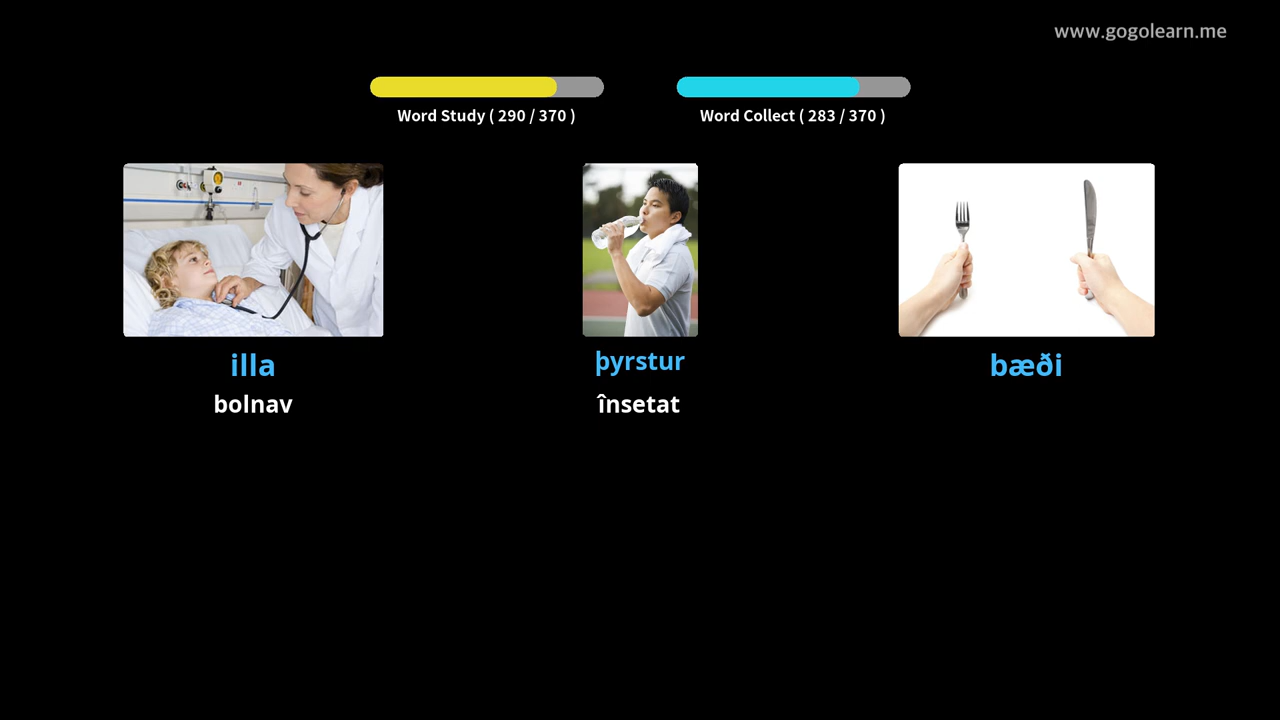 www.gogolearn.me
Word Study ( 290 / 370 )
Word Collect ( 283 / 370 )
illa
þyrstur
bæði
bolnav
însetat